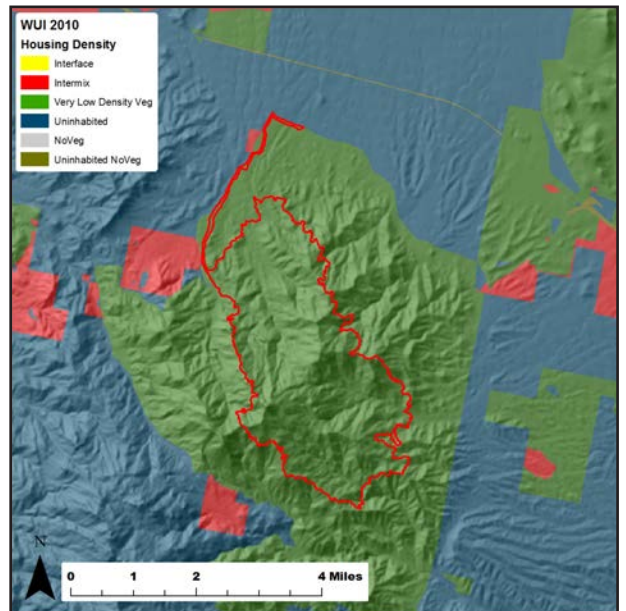 WUI 2010
Housing Density
Interface
Intermix
Very Low Density Veg
Uninhabited
NoVeg
Uninhabited NoVeg
N
0 1 2 4 Miles